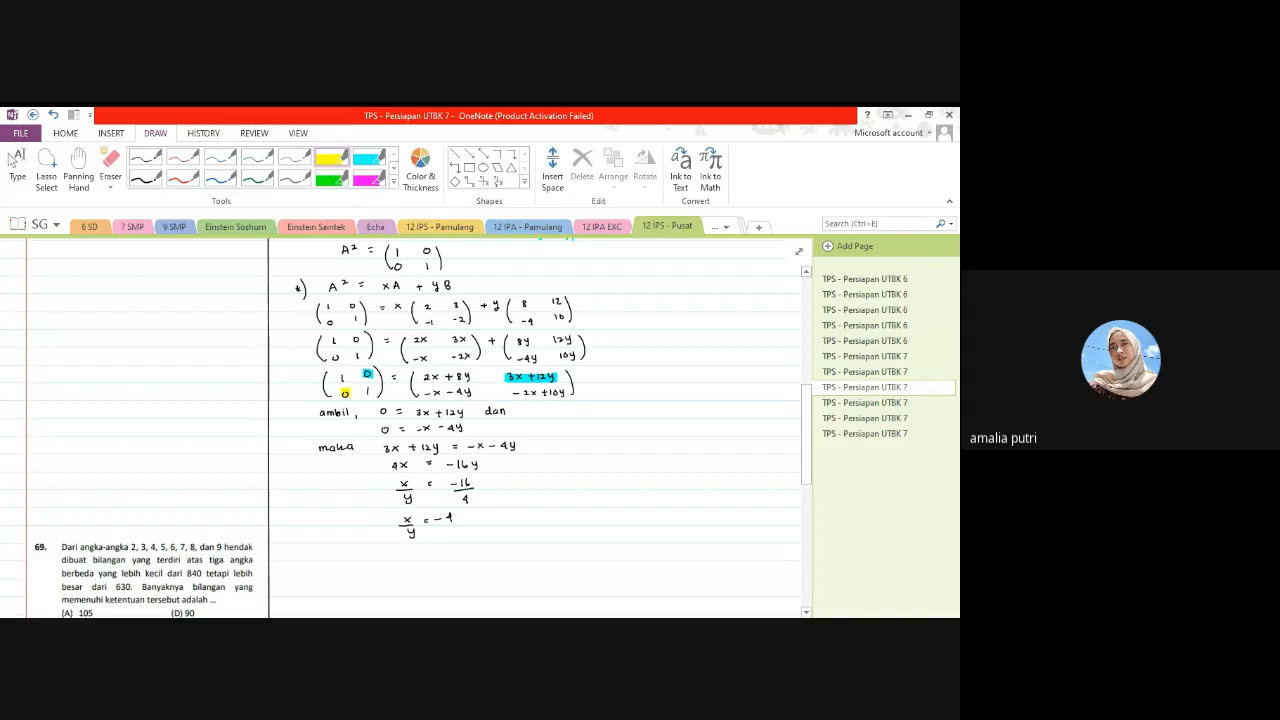 TPS - Persiapan UTBK 7 - OneNote (Product Activation Failed)
FILE HOME INSERT DRAW HISTORY REVIEW VIEW
Microsoft account
Type Lasso Select Panning Hand Eraser
Color & Thickness
Insert Space Delete Arrange Rotate
Ink to Text Ink to Math
Tools Shapes Edit Convert
SG 6 SD 7 SMP 9 SMP Einstein Soshum Einstein Saintek Echa 12 IPS - Pamulang 12 IPA - Pamulang 12 IPA EXC 12 IPS - Pusat ...
Search (Ctrl+E)
Add Page
TPS - Persiapan UTBK 6
TPS - Persiapan UTBK 6
TPS - Persiapan UTBK 6
TPS - Persiapan UTBK 6
TPS - Persiapan UTBK 6
TPS - Persiapan UTBK 7
TPS - Persiapan UTBK 7
TPS - Persiapan UTBK 7
TPS - Persiapan UTBK 7
TPS - Persiapan UTBK 7
TPS - Persiapan UTBK 7
A² = (1 0
0 1)
*) A² = xA + yB
(1 0 = x (2 3 + y (8 12
0 1) -1 -2) -4 10)
(1 0 = (2x 3x + (8y 12y
0 1) -x -2x) -4y 10y)
(1 0 = (2x + 8y 3x + 12y
0 1) -x - 4y -2x + 10y)
ambil, 0 = 3x + 12y dan
0 = -x - 4y
maka 3x + 12y = -x - 4y
4x = -16y
x/y = -16/4
x/y = -4
69. Dari angka-angka 2, 3, 4, 5, 6, 7, 8, dan 9 hendak
dibuat bilangan yang terdiri atas tiga angka
berbeda yang lebih kecil dari 840 tetapi lebih
besar dari 630. Banyaknya bilangan yang
memenuhi ketentuan tersebut adalah ...
(A) 105 (D) 90
amalia putri